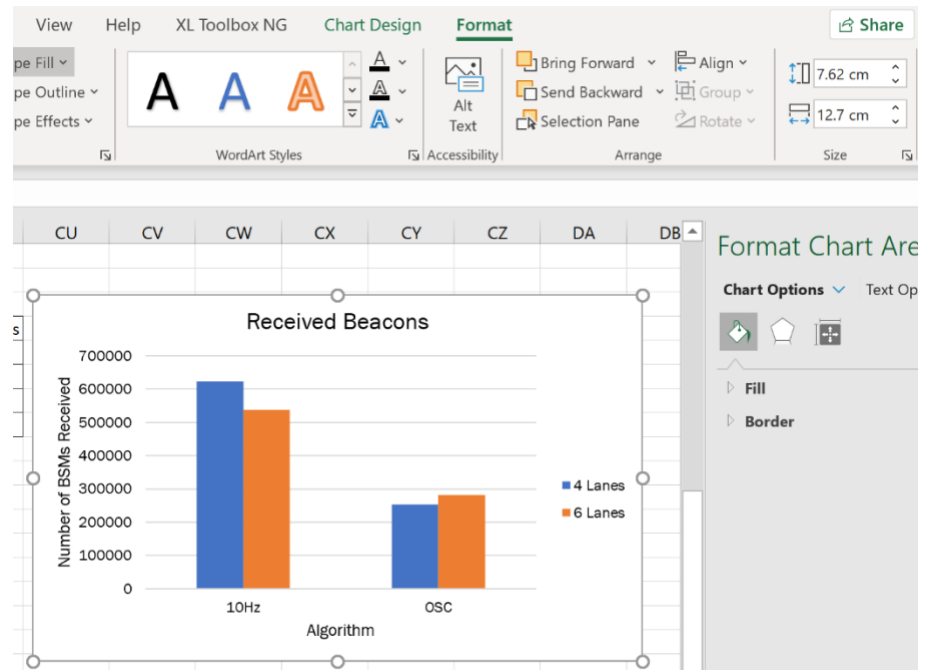 View Help XL Toolbox NG Chart Design Format Share
pe Fill
pe Outline
pe Effects
A A A
A
A
A
WordArt Styles
Alt
Text
Accessibility
Bring Forward
Send Backward
Selection Pane
Align
Group
Rotate
Arrange
7.62 cm
12.7 cm
Size
CU CV CW CX CY CZ DA DB
s
Received Beacons
Number of BSMs Received
700000
600000
500000
400000
300000
200000
100000
0
10Hz OSC
Algorithm
4 Lanes
6 Lanes
Format Chart Are
Chart Options Text Op
Fill
Border